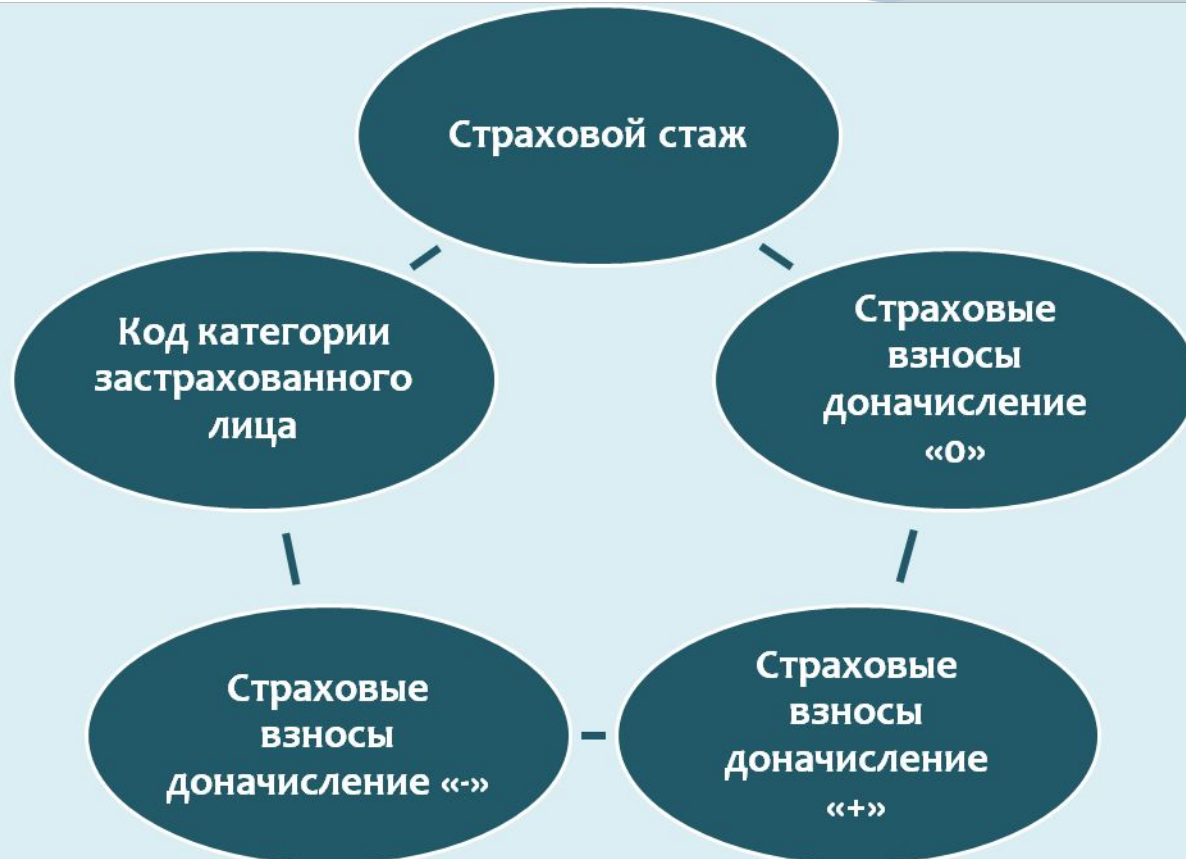 Страховой стаж
Код категории
застрахованного
лица
Страховые
взносы
доначисление
«0»
Страховые
взносы
доначисление «-»
Страховые
взносы
доначисление
«+»